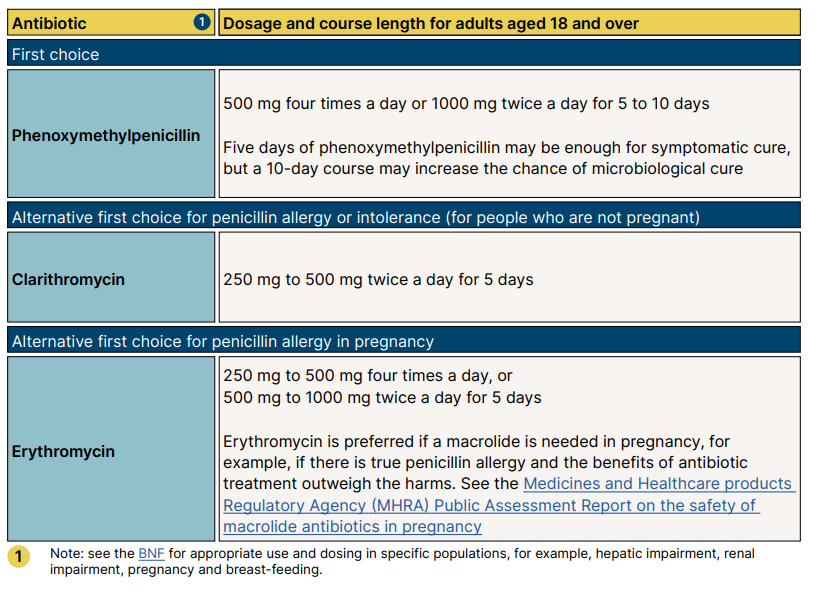 Antibiotic 1 Dosage and course length for adults aged 18 and over
First choice
Phenoxymethylpenicillin
500 mg four times a day or 1000 mg twice a day for 5 to 10 days
Five days of phenoxymethylpenicillin may be enough for symptomatic cure,
but a 10-day course may increase the chance of microbiological cure
Alternative first choice for penicillin allergy or intolerance (for people who are not pregnant)
Clarithromycin
250 mg to 500 mg twice a day for 5 days
Alternative first choice for penicillin allergy in pregnancy
Erythromycin
250 mg to 500 mg four times a day, or
500 mg to 1000 mg twice a day for 5 days
Erythromycin is preferred if a macrolide is needed in pregnancy, for
example, if there is true penicillin allergy and the benefits of antibiotic
treatment outweigh the harms. See the Medicines and Healthcare products
Regulatory Agency (MHRA) Public Assessment Report on the safety of
macrolide antibiotics in pregnancy
1 Note: see the BNF for appropriate use and dosing in specific populations, for example, hepatic impairment, renal
impairment, pregnancy and breast-feeding.